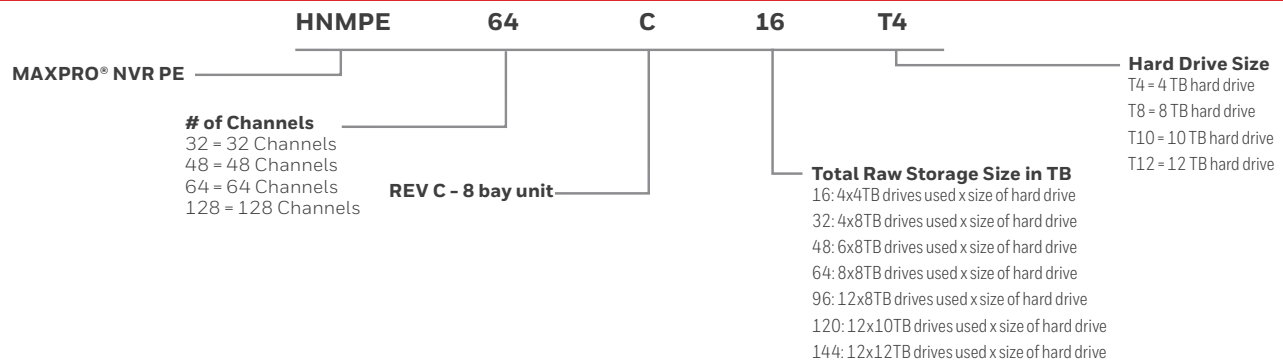 HNMPE 64 C 16 T4
MAXPRO® NVR PE
# of Channels
32 = 32 Channels
48 = 48 Channels
64 = 64 Channels
128 = 128 Channels
REV C - 8 bay unit
Total Raw Storage Size in TB
16: 4x4TB drives used x size of hard drive
32: 4x8TB drives used x size of hard drive
48: 6x8TB drives used x size of hard drive
64: 8x8TB drives used x size of hard drive
96: 12x8TB drives used x size of hard drive
120: 12x10TB drives used x size of hard drive
144: 12x12TB drives used x size of hard drive
Hard Drive Size
T4 = 4 TB hard drive
T8 = 8 TB hard drive
T10 = 10 TB hard drive
T12 = 12 TB hard drive